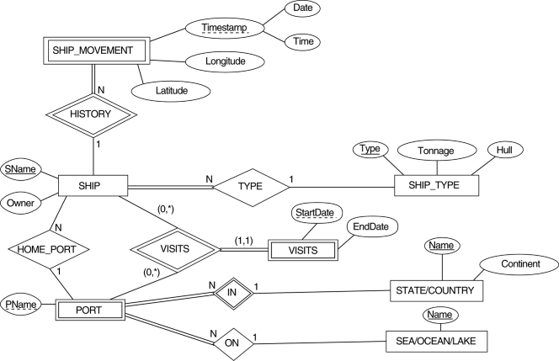 Date
Timestamp
Time
SHIP_MOVEMENT
Longitude
N
Latitude
HISTORY
1
Type
Tonnage
Hull
SName
SHIP
N
TYPE
1
SHIP_TYPE
Owner
(0,*)
StartDate
EndDate
N
HOME_PORT
VISITS
(1,1)
VISITS
1
(0,*)
Name
Continent
PName
PORT
N
IN
1
STATE/COUNTRY
Name
N
ON
1
SEA/OCEAN/LAKE